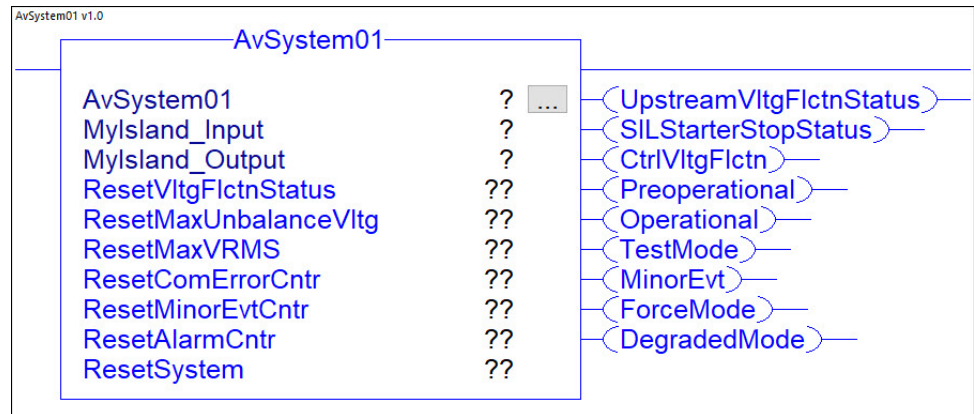 AvSystem01 v1.0
AvSystem01
AvSystem01 ? ... UpstreamVltgFlctnStatus
MyIsland_Input ? SILStarterStopStatus
MyIsland_Output ? CtrlVltgFlctn
ResetVltgFlctnStatus ?? Preoperational
ResetMaxUnbalanceVltg ?? Operational
ResetMaxVRMS ?? TestMode
ResetComErrorCntr ?? MinorEvt
ResetMinorEvtCntr ?? ForceMode
ResetAlarmCntr ?? DegradedMode
ResetSystem ??